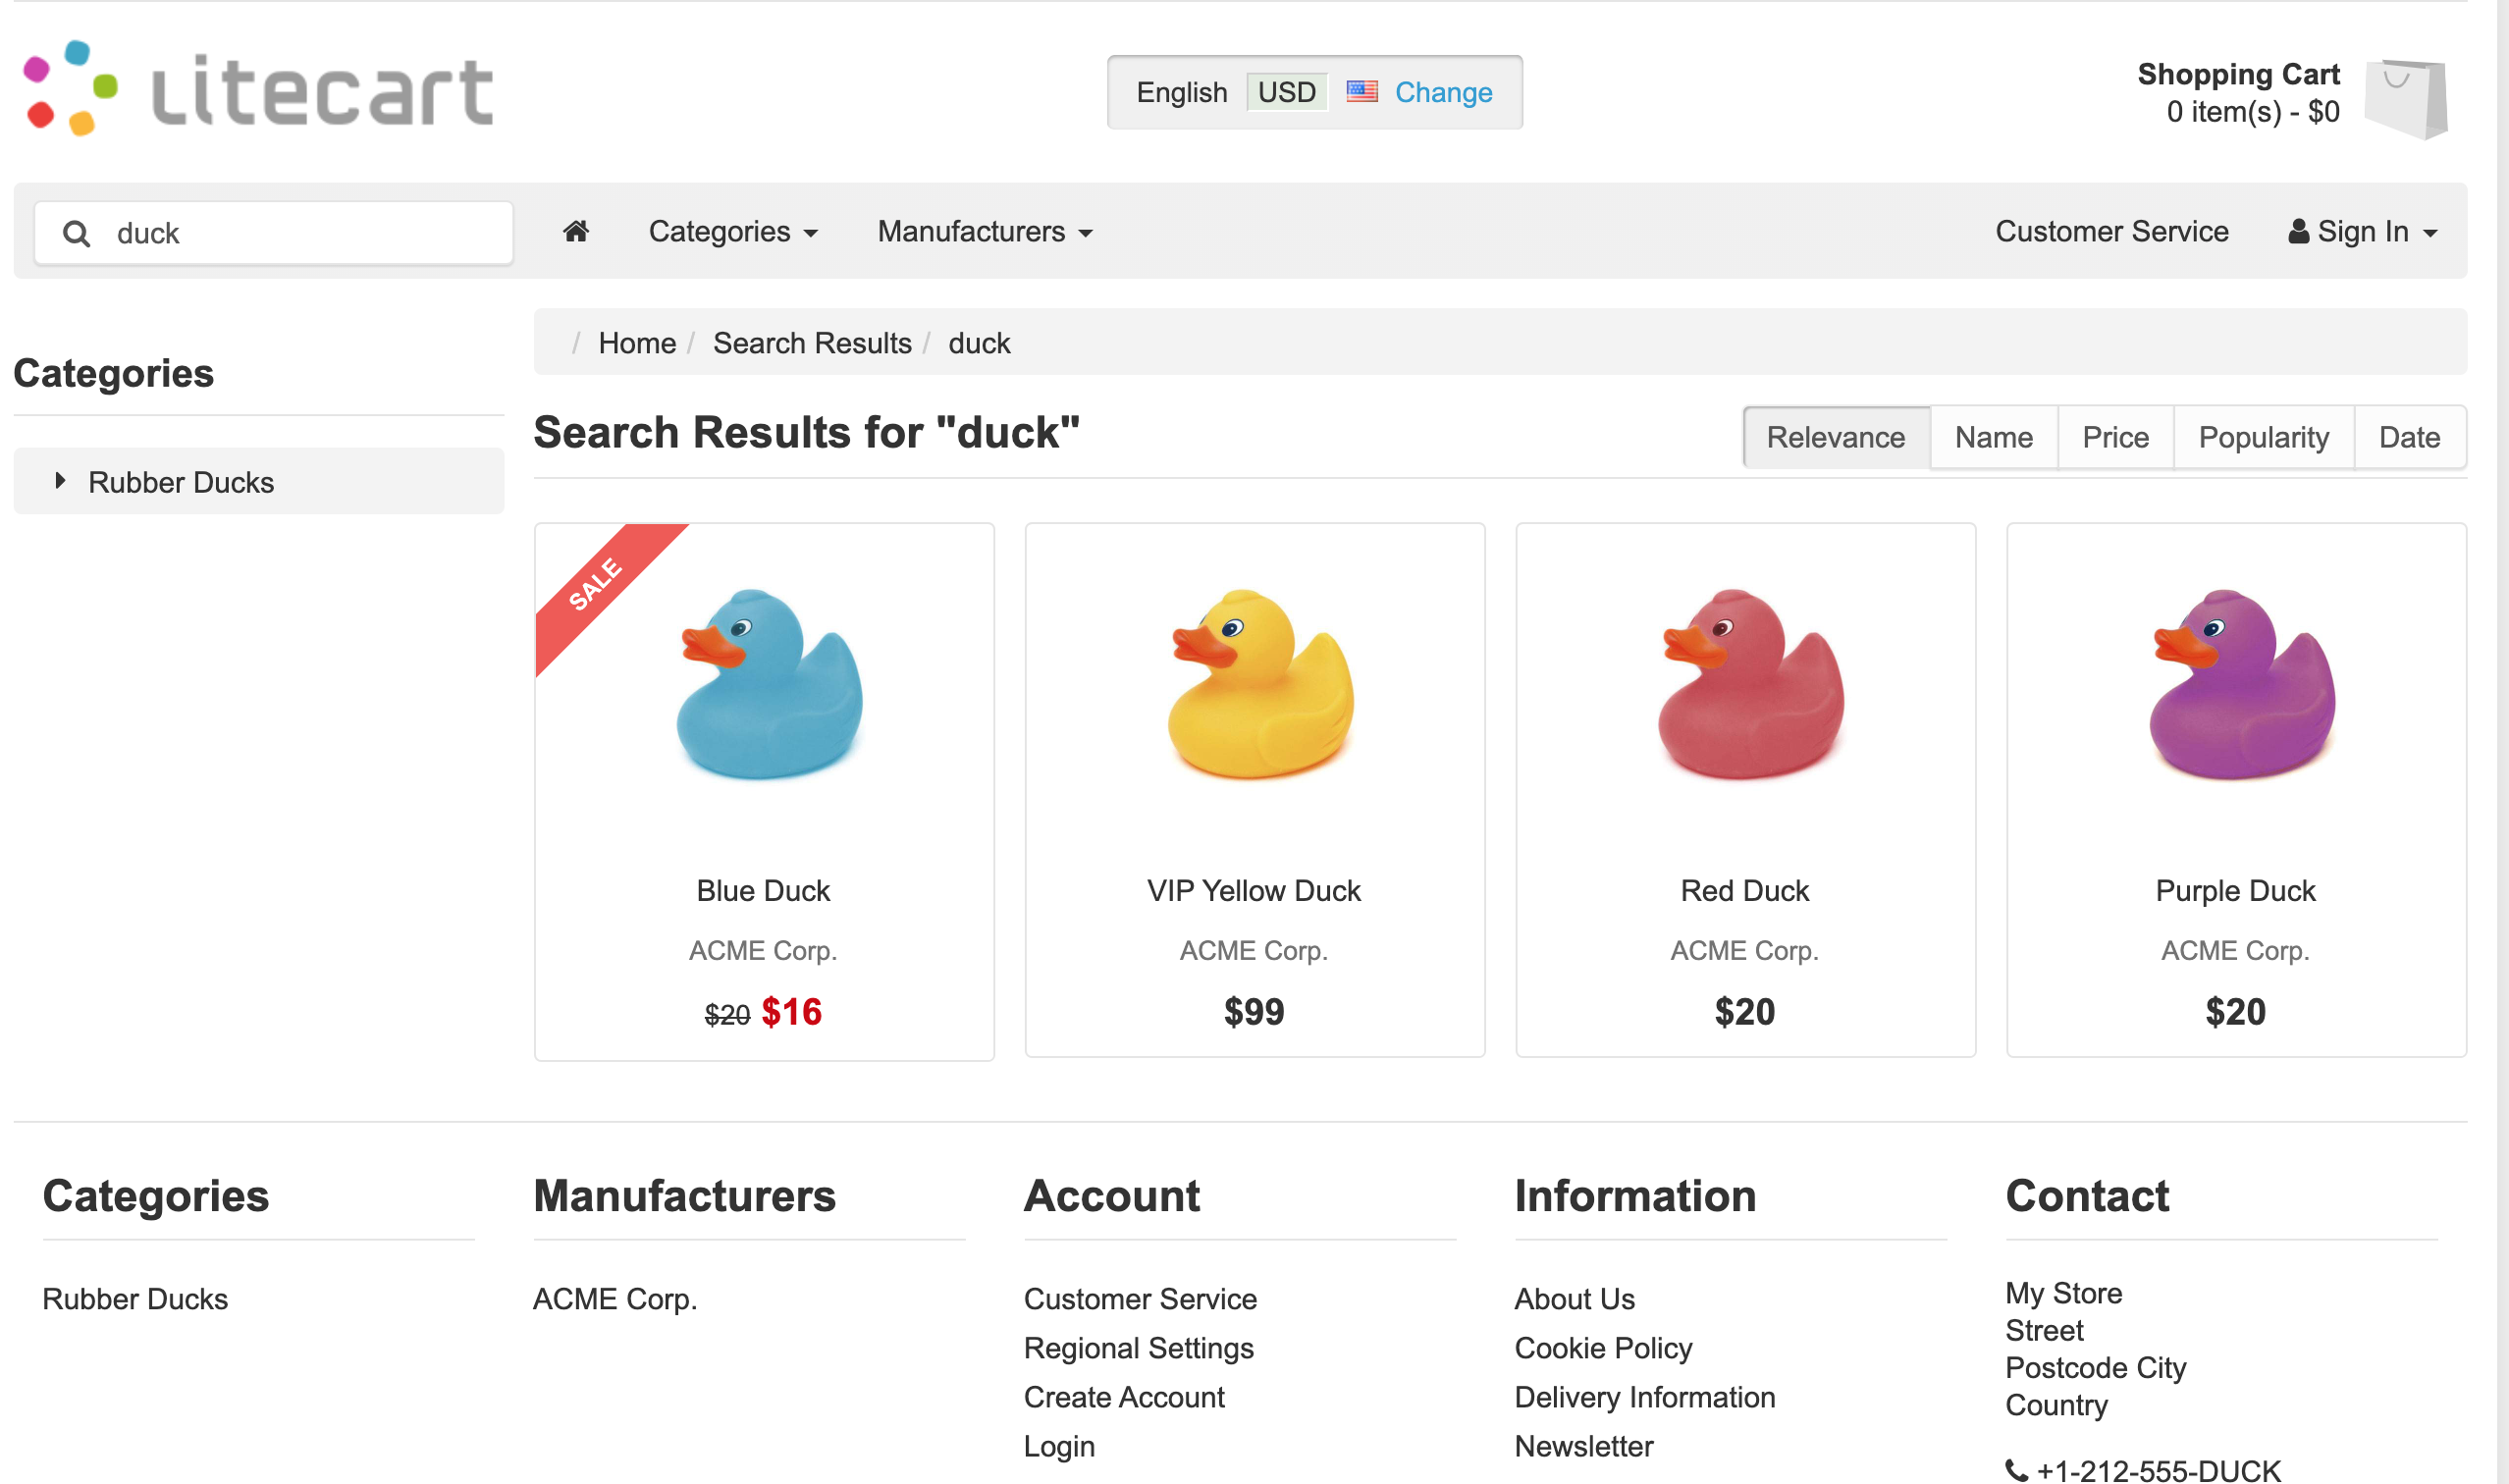 Litecart
English USD Change
Shopping Cart
0 item(s) - $0
duck
Categories
Manufacturers
Customer Service
Sign In
Categories
Rubber Ducks
/ Home / Search Results / duck
Search Results for "duck"
Relevance Name Price Popularity Date
SALE
Blue Duck
ACME Corp.
$20 $16
VIP Yellow Duck
ACME Corp.
$99
Red Duck
ACME Corp.
$20
Purple Duck
ACME Corp.
$20
Categories
Rubber Ducks
Manufacturers
ACME Corp.
Account
Customer Service
Regional Settings
Create Account
Login
Information
About Us
Cookie Policy
Delivery Information
Newsletter
Contact
My Store
Street
Postcode City
Country
+1-212-555-DUCK